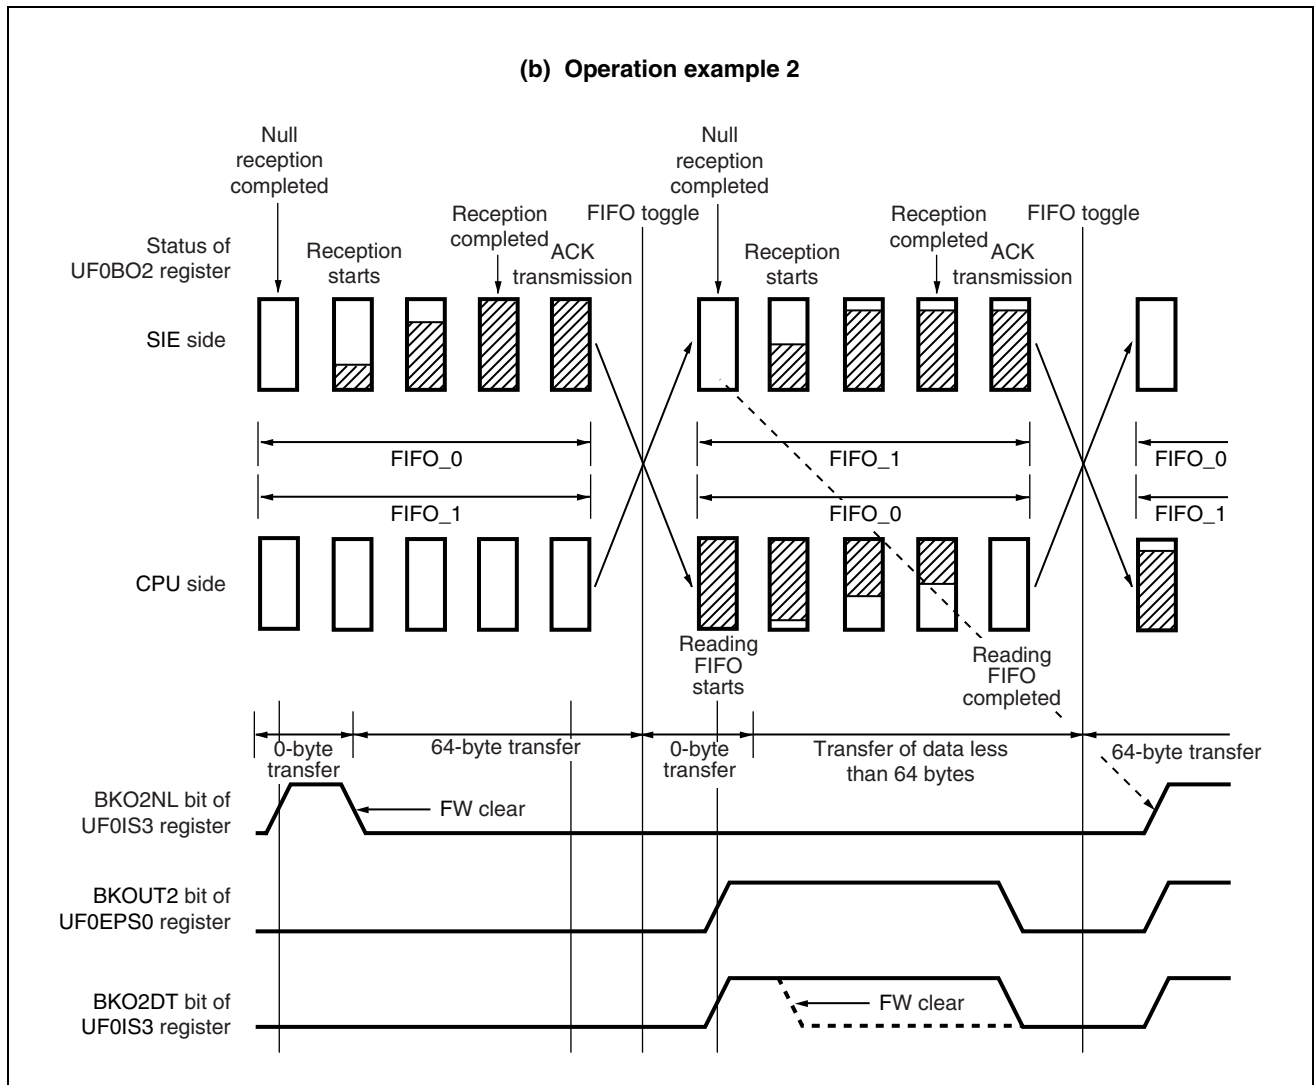 (b) Operation example 2
Null
reception
completed
Null
reception
completed
Reception
completed
FIFO toggle
Reception
completed
FIFO toggle
Status of
UF0BO2 register
Reception
starts
ACK
transmission
Reception
starts
ACK
transmission
SIE side
FIFO_0
FIFO_1
FIFO_0
FIFO_1
FIFO_0
FIFO_1
CPU side
Reading
FIFO
starts
Reading
FIFO
completed
0-byte
transfer
64-byte transfer
0-byte
transfer
Transfer of data less
than 64 bytes
64-byte transfer
BKO2NL bit of
UF0IS3 register
FW clear
BKOUT2 bit of
UF0EPS0 register
BKO2DT bit of
UF0IS3 register
FW clear